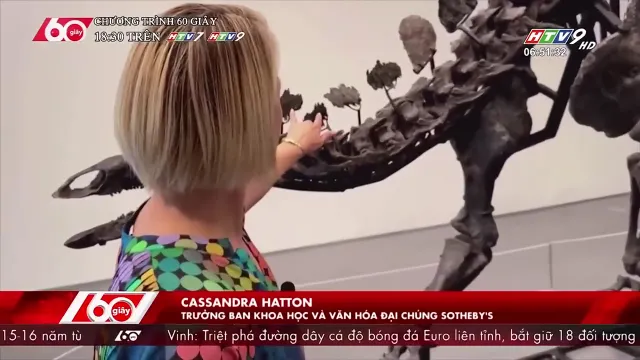 60 giây
CHƯƠNG TRÌNH 60 GIÂY
18:30 TRÊN HTV7 HTV9
HTV9 HD
06:51:32
CASSANDRA HATTON
TRƯỞNG BAN KHOA HỌC VÀ VĂN HÓA ĐẠI CHÚNG SOTHEBY'S
60 giây
15-16 năm tù 60 giây Vinh: Triệt phá đường dây cá độ bóng đá Euro liên tỉnh, bắt giữ 18 đối tượng